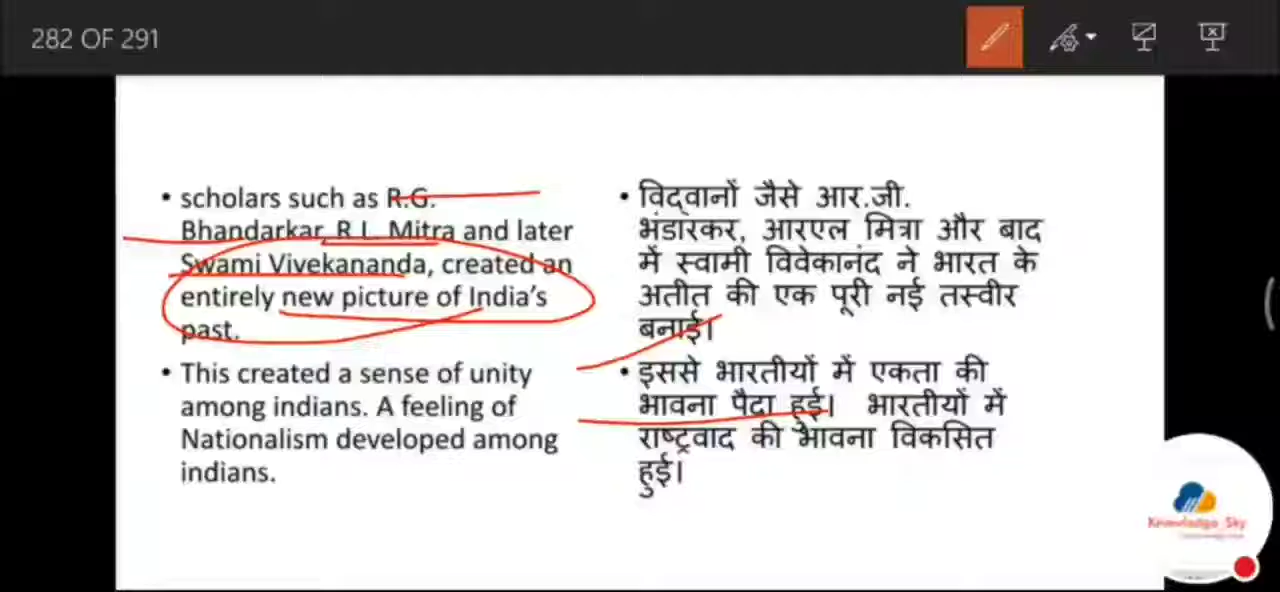 282 OF 291
• scholars such as R.G.
Bhandarkar, R.L. Mitra and later
Swami Vivekananda, created an
entirely new picture of India's
past.
• This created a sense of unity
among indians. A feeling of
Nationalism developed among
indians.
• विद्वानों जैसे आर.जी.
भंडारकर, आरएल मित्रा और बाद
में स्वामी विवेकानंद ने भारत के
अतीत की एक पूरी नई तस्वीर
बनाई।
• इससे भारतीयों में एकता की
भावना पैदा हुई। भारतीयों में
राष्ट्रवाद की भावना विकसित
हुई।
Knowledge Sky